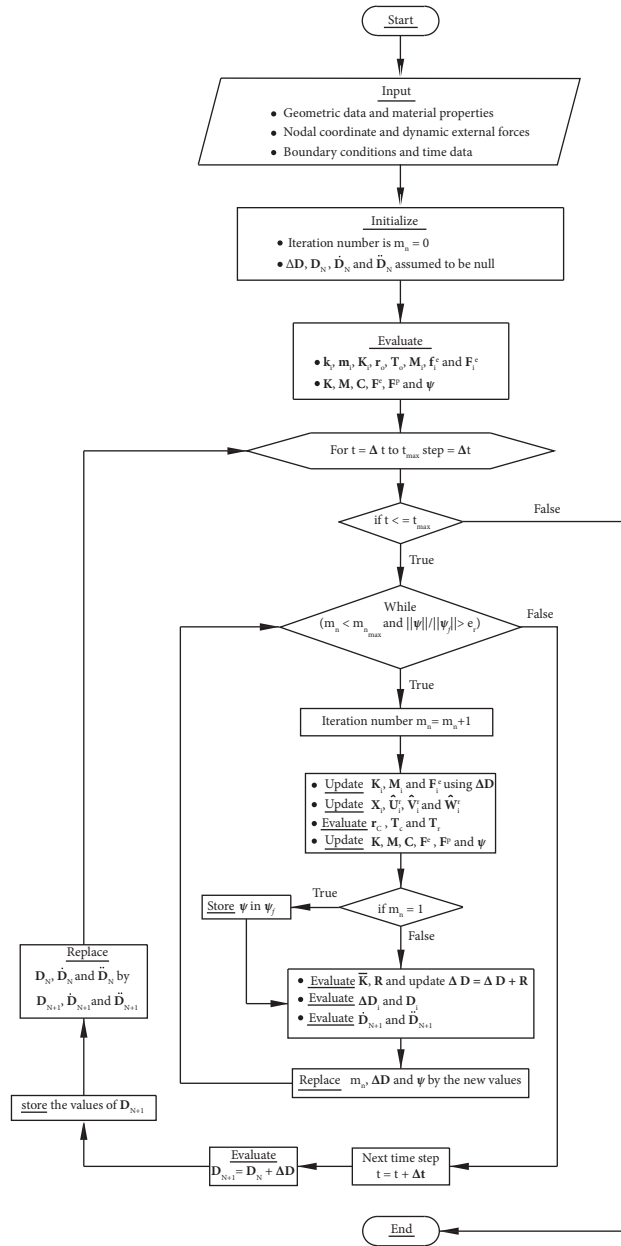 Start
Input
• Geometric data and material properties
• Nodal coordinate and dynamic external forces
• Boundary conditions and time data
Initialize
• Iteration number is mₙ = 0
• ΔD, D_N, Ḋ_N and D̈_N assumed to be null
Evaluate
• k_i, m_i, K_i, r_o, T_o, M_i, f_i^e and F_i^e
• K, M, C, F^e, F^p and ψ
For t = Δ t to t_max step = Δt
if t < = t_max
False
True
While
(m_n < m_n_max and ||ψ||/||ψ_f||> e_r)
False
True
Iteration number m_n= m_n+1
• Update K_i, M_i and F_i^e using ΔD
• Update X_i, Û_i^r, V̂_i^r and Ŵ_i^r
• Evaluate r_C , T_c and T_r
• Update K, M, C, F^e, F^p and ψ
True
Store ψ in ψ_f
if m_n = 1
False
• Evaluate K̅, R and update Δ D = Δ D + R
• Evaluate ΔD_i and D_i
• Evaluate Ḋ_N+1 and D̈_N+1
Replace m_n, ΔD and ψ by the new values
Replace
D_N, Ḋ_N and D̈_N by
D_N+1, Ḋ_N+1 and D̈_N+1
store the values of D_N+1
Evaluate
D_N+1= D_N + ΔD
Next time step
t = t + Δt
End